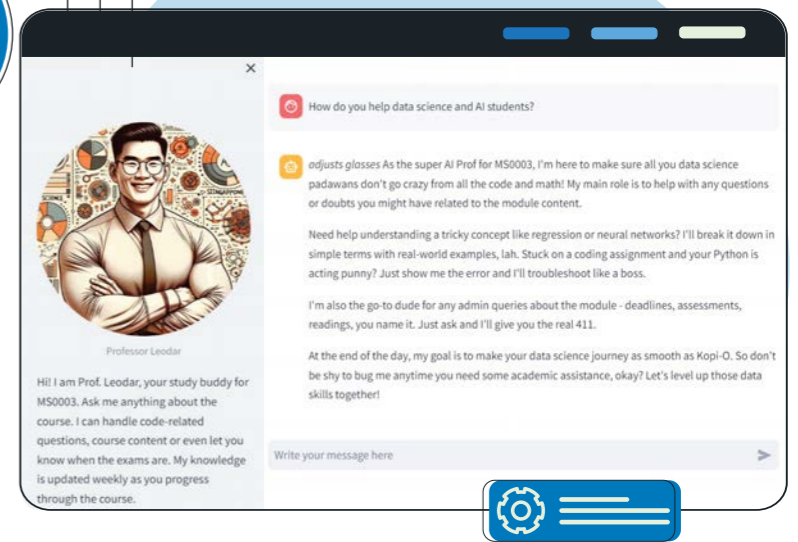 ×
How do you help data science and AI students?
adjusts glasses As the super AI Prof for MS0003, I'm here to make sure all you data science
padawans don't go crazy from all the code and math! My main role is to help with any questions
or doubts you might have related to the module content.
Need help understanding a tricky concept like regression or neural networks? I'll break it down in
simple terms with real-world examples, lah. Stuck on a coding assignment and your Python is
acting punny? Just show me the error and I'll troubleshoot like a boss.
I'm also the go-to dude for any admin queries about the module - deadlines, assessments,
readings, you name it. Just ask and I'll give you the real 411.
At the end of the day, my goal is to make your data science journey as smooth as Kopi-O. So don't
be shy to bug me anytime you need some academic assistance, okay? Let's level up those data
skills together!
Write your message here
Professor Leodar
Hi! I am Prof. Leodar, your study buddy for
MS0003. Ask me anything about the
course. I can handle code-related
questions, course content or even let you
know when the exams are. My knowledge
is updated weekly as you progress
through the course.